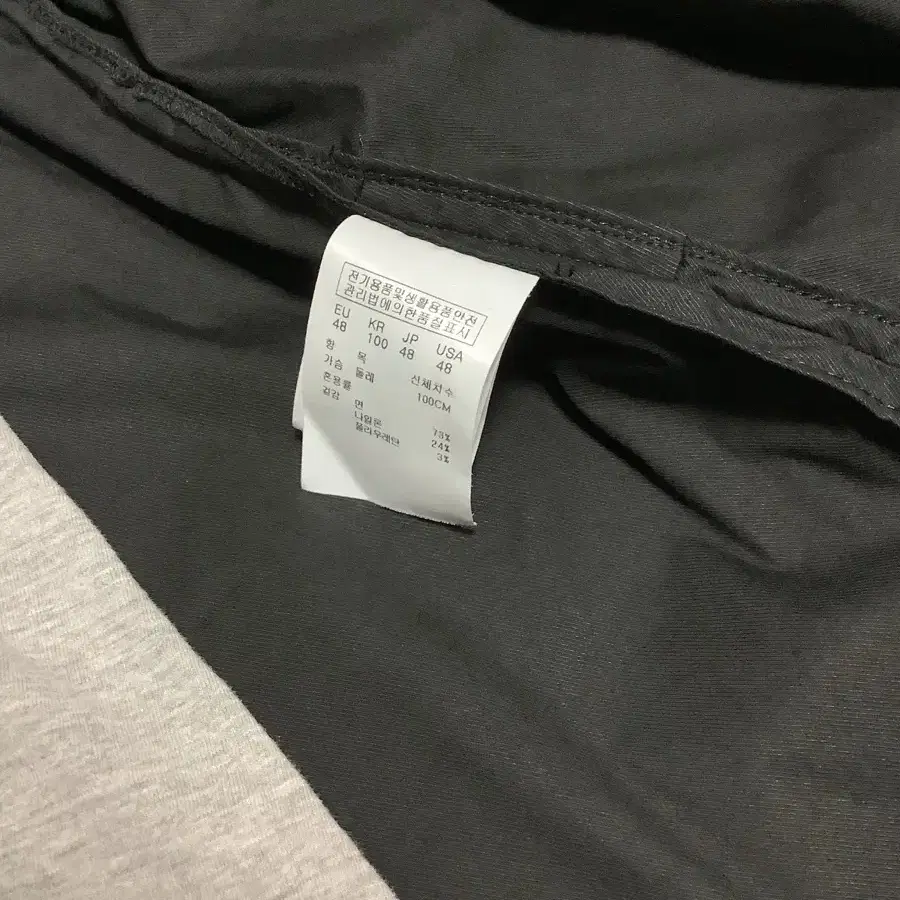 전기용품및생활용품안전
관리법에의한품질표시
EU KR JP USA
48 100 48 48
항 목 신체치수
가슴 둘레 100CM
혼용률
겉감 면 73%
나일론 24%
폴리우레탄 3%